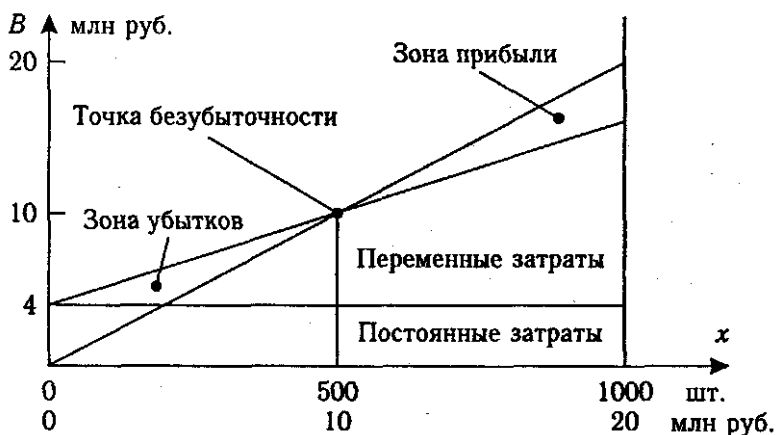 B млн руб.
20
Зона прибыли
Точка безубыточности
10
Зона убытков
Переменные затраты
4
Постоянные затраты
x
0 500 1000 шт.
0 10 20 млн руб.